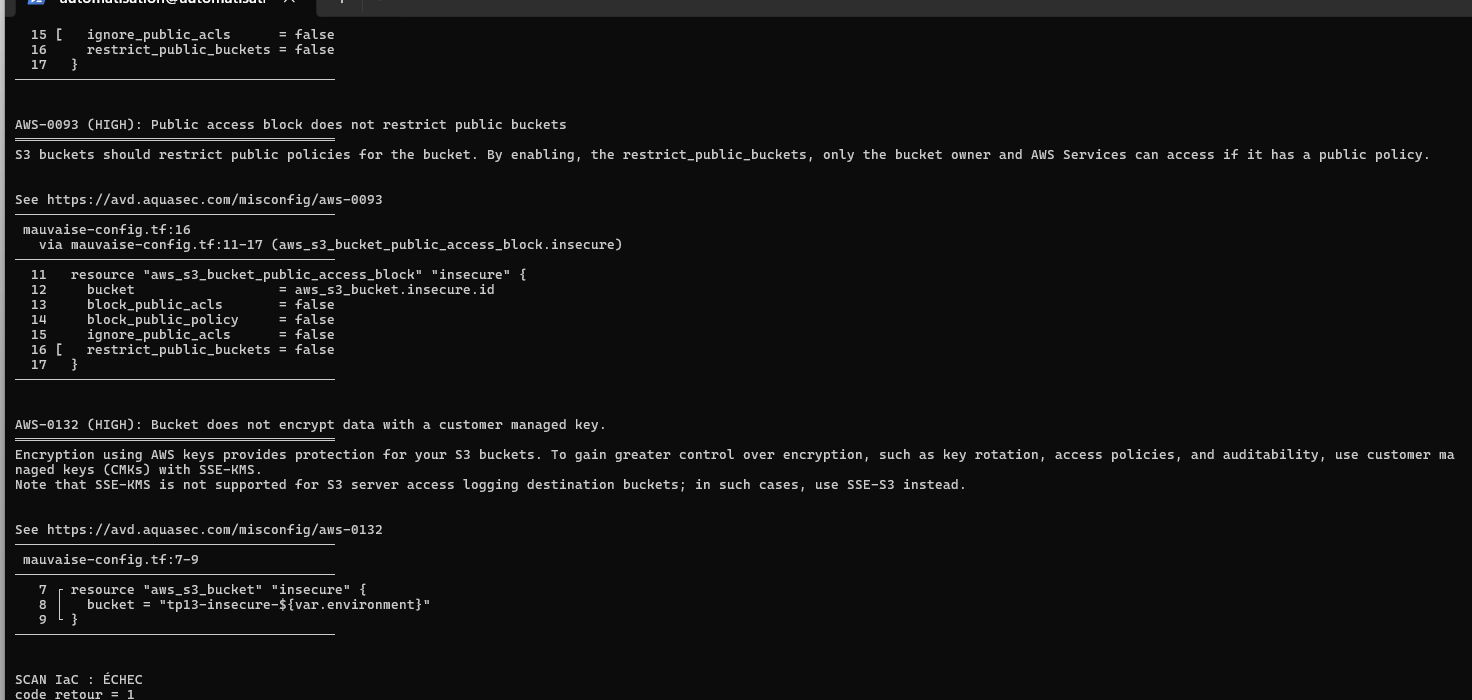 automatisation@automatisati
15 [   ignore_public_acls      = false
16     restrict_public_buckets = false
17   }
AWS-0093 (HIGH): Public access block does not restrict public buckets
S3 buckets should restrict public policies for the bucket. By enabling, the restrict_public_buckets, only the bucket owner and AWS Services can access if it has a public policy.
See https://avd.aquasec.com/misconfig/aws-0093
mauvaise-config.tf:16
via mauvaise-config.tf:11-17 (aws_s3_bucket_public_access_block.insecure)
11   resource "aws_s3_bucket_public_access_block" "insecure" {
12     bucket                  = aws_s3_bucket.insecure.id
13     block_public_acls       = false
14     block_public_policy     = false
15     ignore_public_acls      = false
16 [   restrict_public_buckets = false
17   }
AWS-0132 (HIGH): Bucket does not encrypt data with a customer managed key.
Encryption using AWS keys provides protection for your S3 buckets. To gain greater control over encryption, such as key rotation, access policies, and auditability, use customer ma
naged keys (CMKs) with SSE-KMS.
Note that SSE-KMS is not supported for S3 server access logging destination buckets; in such cases, use SSE-S3 instead.
See https://avd.aquasec.com/misconfig/aws-0132
mauvaise-config.tf:7-9
7 ┌ resource "aws_s3_bucket" "insecure" {
8 │   bucket = "tp13-insecure-${var.environment}"
9 └ }
SCAN IaC : ÉCHEC
code retour = 1